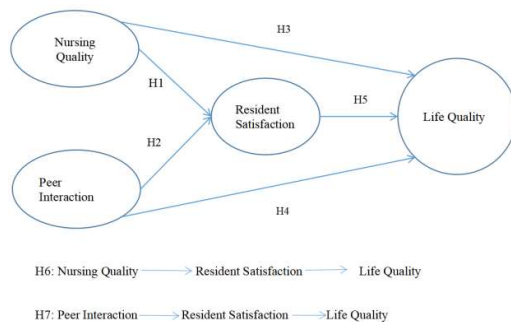 Nursing
Quality
H3
H1
Resident
Satisfaction
H5
Life Quality
H2
Peer
Interaction
H4
H6: Nursing Quality Resident Satisfaction Life Quality
H7: Peer Interaction Resident Satisfaction Life Quality